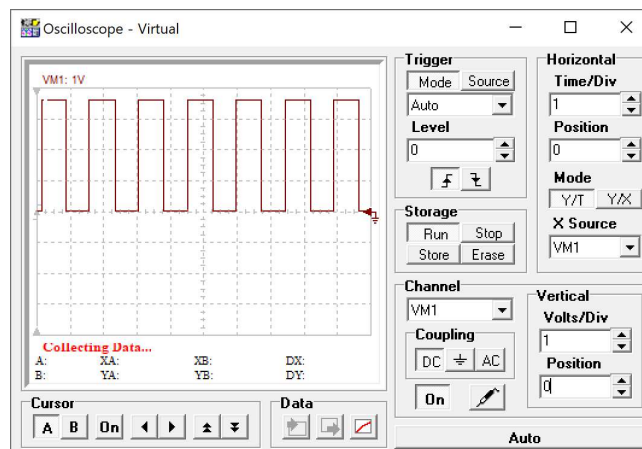 Oscilloscope - Virtual
VM1: 1V
Collecting Data...
A: XA: XB: DX:
B: YA: YB: DY:
Cursor
A B On
Data
Trigger
Mode Source
Auto
Level
0
Storage
Run Stop
Store Erase
Channel
VM1
Coupling
DC AC
On
Horizontal
Time/Div
1
Position
0
Mode
Y/T Y/X
X Source
VM1
Vertical
Volts/Div
1
Position
0
Auto